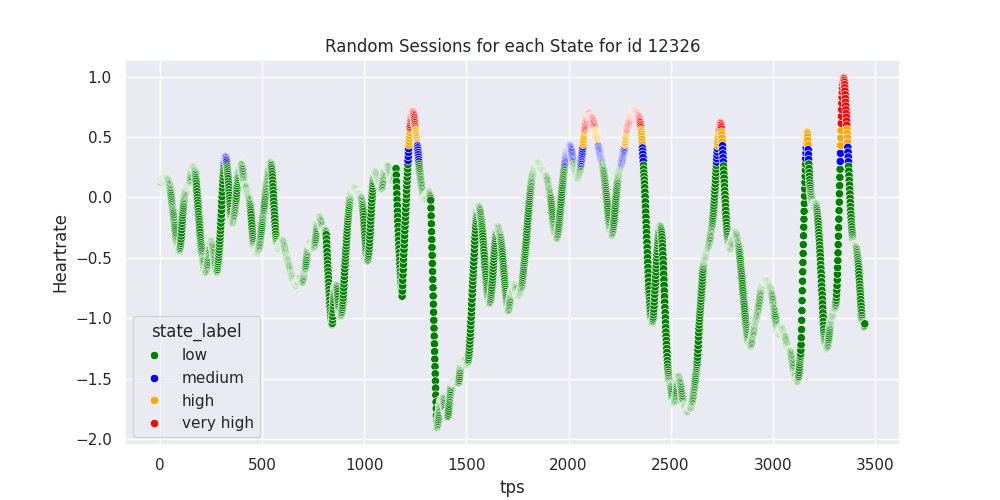 Random Sessions for each State for id 12326
Heartrate
1.0
0.5
0.0
−0.5
−1.0
−1.5
−2.0
state_label
low
medium
high
very high
0 500 1000 1500 2000 2500 3000 3500
tps